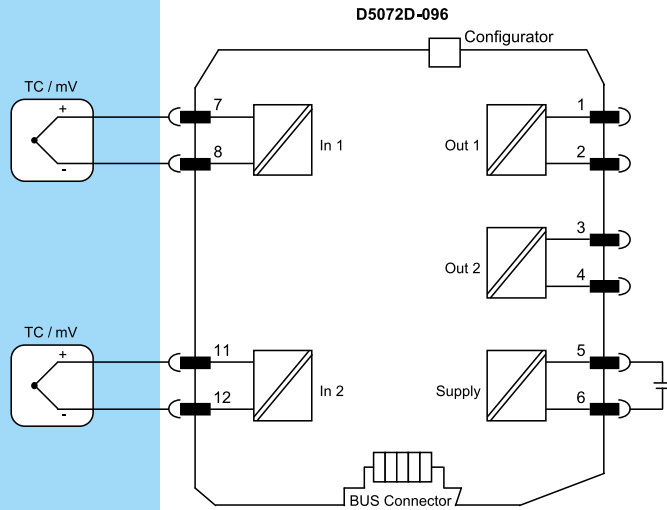 D5072D-096
Configurator
TC / mV
+
-
7
8
In 1
Out 1
1
2
Out 2
3
4
TC / mV
+
-
11
12
In 2
Supply
5
6
BUS Connector